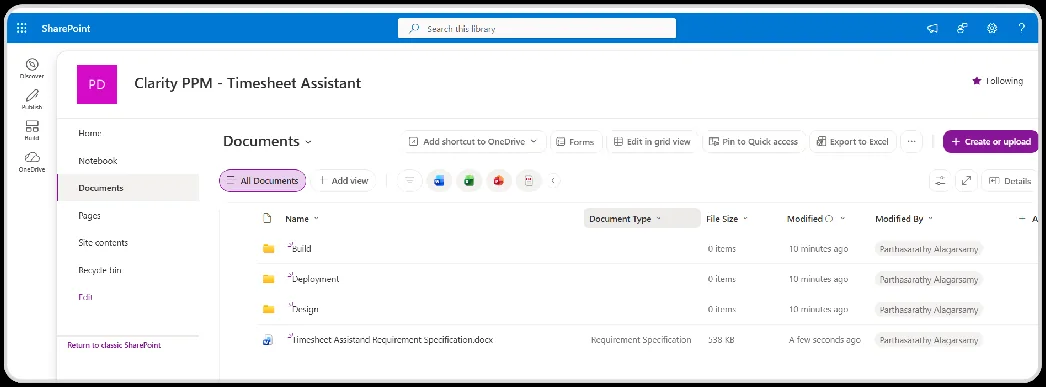 SharePoint
Search this library
Discover
Publish
Build
OneDrive
PD
Clarity PPM - Timesheet Assistant
Following
Home
Notebook
Documents
Pages
Site contents
Recycle bin
Edit
Return to classic SharePoint
Documents
Add shortcut to OneDrive
Forms
Edit in grid view
Pin to Quick access
Export to Excel
...
+ Create or upload
All Documents
+ Add view
Details
Name Document Type File Size Modified Modified By
Build 0 items 10 minutes ago Parthasarathy Alagarsamy
Deployment 0 items 10 minutes ago Parthasarathy Alagarsamy
Design 0 items 10 minutes ago Parthasarathy Alagarsamy
Timesheet Assistand Requirement Specification.docx Requirement Specification 538 KB A few seconds ago Parthasarathy Alagarsamy